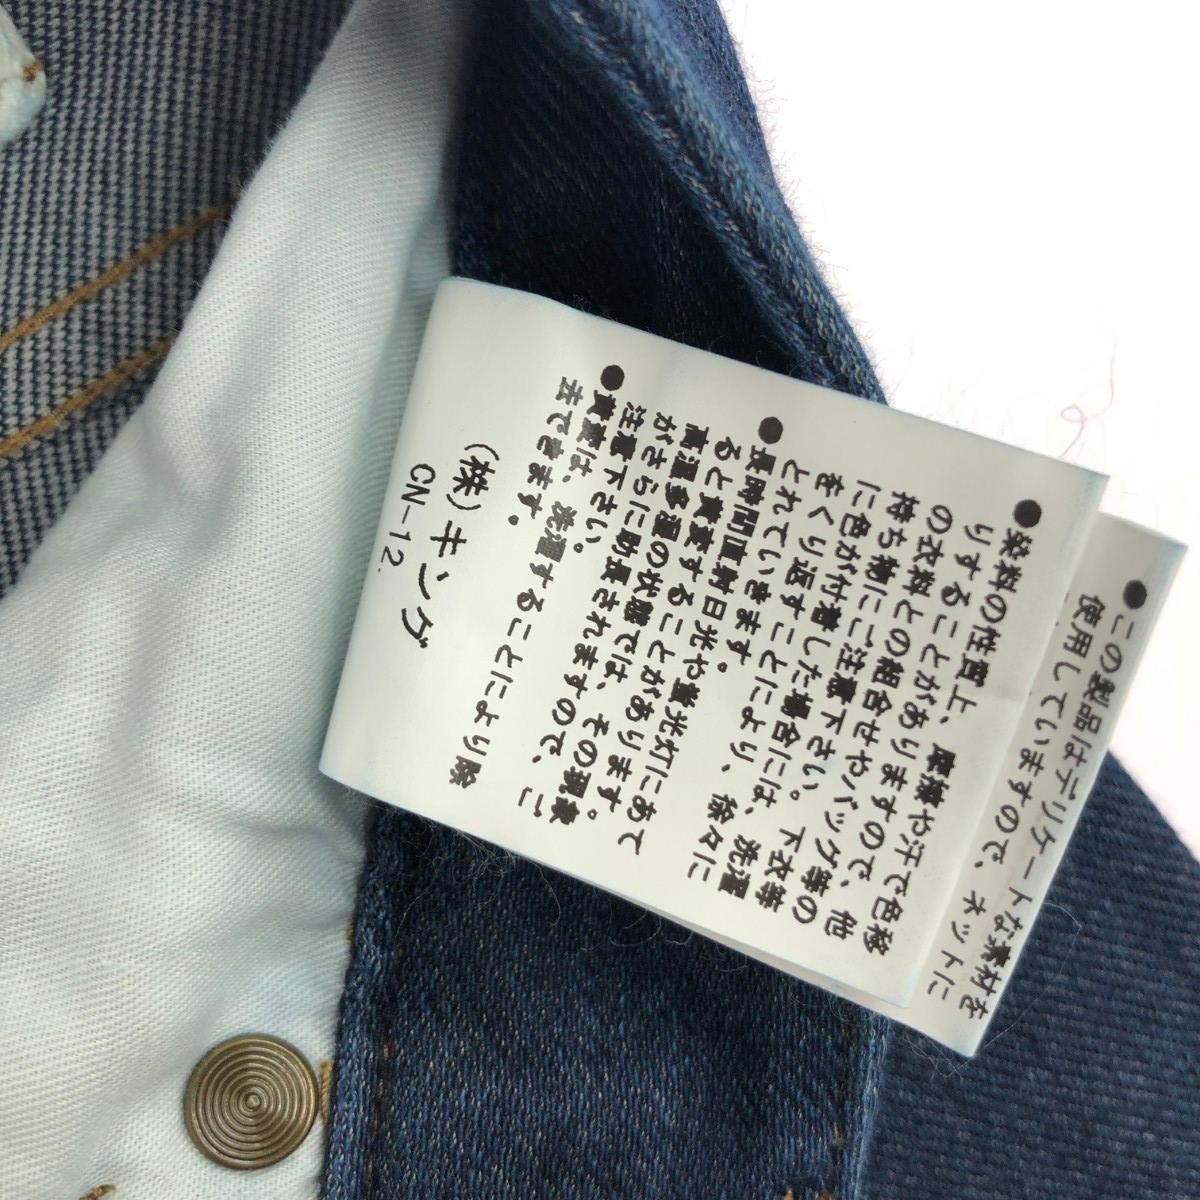 ●染料の性質上、摩擦や汗で色移
りすることがありますので、他
の衣料との組合せやバッグ等の
持ち物にご注意下さい。下衣等
に色が付着した場合には、洗濯
をくり返すことにより、徐々に
とれていきます
●長時間直射日光や蛍光灯にあて
ると黄変することがあります。
高温多湿の状態では、その現象
がさらに助長されますので、ご
注意下さい。
●黄変は、洗濯することにより除
去できます。
(株)キング
CN-12
●この製品はデリケートな素材を
使用していますので、ネットに